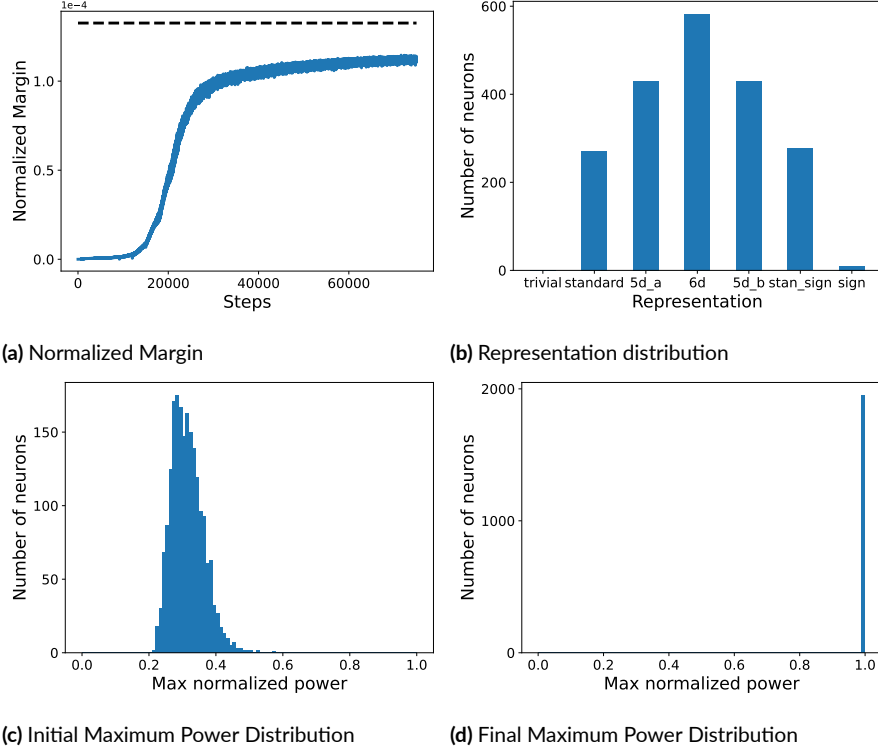 1e−4
1.0
0.5
0.0
Normalized Margin
0 20000 40000 60000
Steps
(a) Normalized Margin
600
400
200
0
Number of neurons
trivial standard 5d_a 6d 5d_b stan_sign sign
Representation
(b) Representation distribution
150
100
50
0
Number of neurons
0.0 0.2 0.4 0.6 0.8 1.0
Max normalized power
(c) Initial Maximum Power Distribution
2000
1000
0
Number of neurons
0.0 0.2 0.4 0.6 0.8 1.0
Max normalized power
(d) Final Maximum Power Distribution